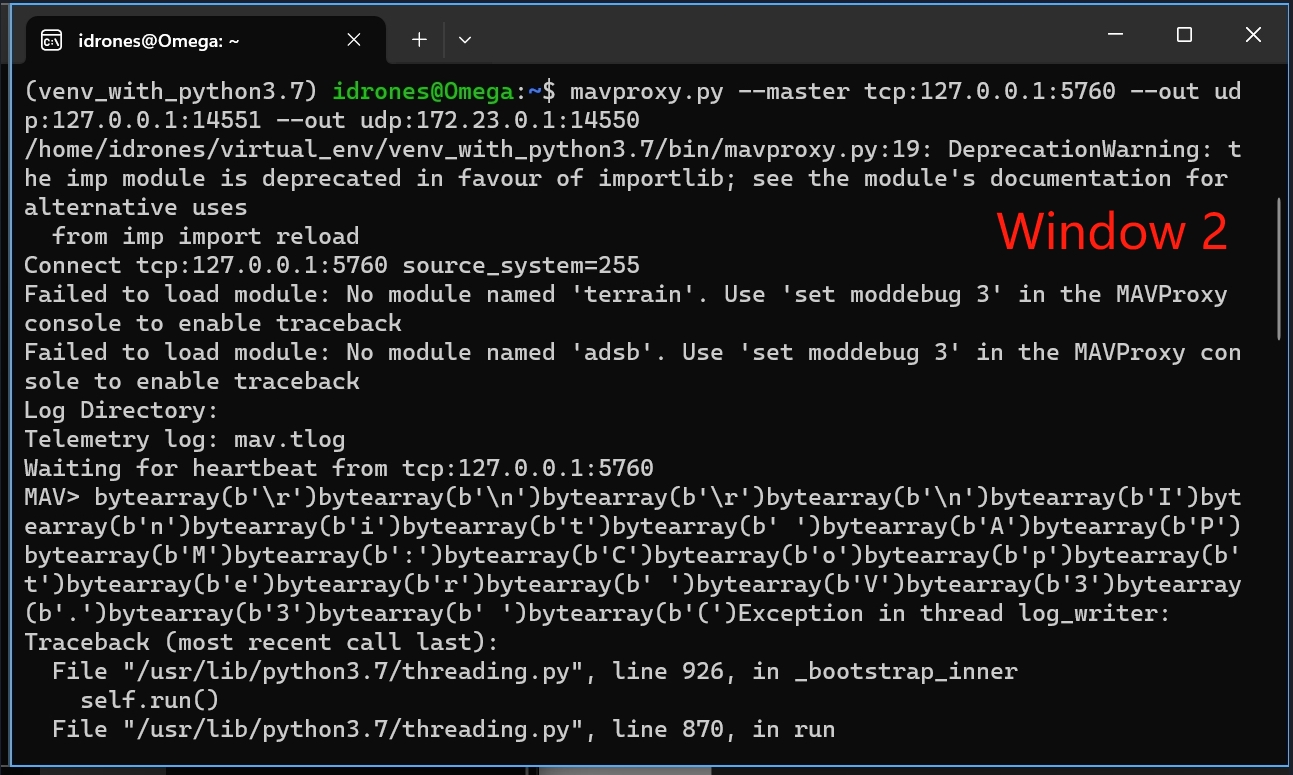 idrones@Omega: ~
(venv_with_python3.7) idrones@Omega:~$ mavproxy.py --master tcp:127.0.0.1:5760 --out ud
p:127.0.0.1:14551 --out udp:172.23.0.1:14550
/home/idrones/virtual_env/venv_with_python3.7/bin/mavproxy.py:19: DeprecationWarning: t
he imp module is deprecated in favour of importlib; see the module's documentation for
alternative uses
  from imp import reload
Window 2
Connect tcp:127.0.0.1:5760 source_system=255
Failed to load module: No module named 'terrain'. Use 'set moddebug 3' in the MAVProxy
console to enable traceback
Failed to load module: No module named 'adsb'. Use 'set moddebug 3' in the MAVProxy con
sole to enable traceback
Log Directory:
Telemetry log: mav.tlog
Waiting for heartbeat from tcp:127.0.0.1:5760
MAV> bytearray(b'\r')bytearray(b'\n')bytearray(b'\r')bytearray(b'\n')bytearray(b'I')byt
earray(b'n')bytearray(b'i')bytearray(b't')bytearray(b' ')bytearray(b'A')bytearray(b'P')
bytearray(b'M')bytearray(b':')bytearray(b'C')bytearray(b'o')bytearray(b'p')bytearray(b'
t')bytearray(b'e')bytearray(b'r')bytearray(b' ')bytearray(b'V')bytearray(b'3')bytearray
(b'.')bytearray(b'3')bytearray(b' ')bytearray(b'(')Exception in thread log_writer:
Traceback (most recent call last):
  File "/usr/lib/python3.7/threading.py", line 926, in _bootstrap_inner
    self.run()
  File "/usr/lib/python3.7/threading.py", line 870, in run